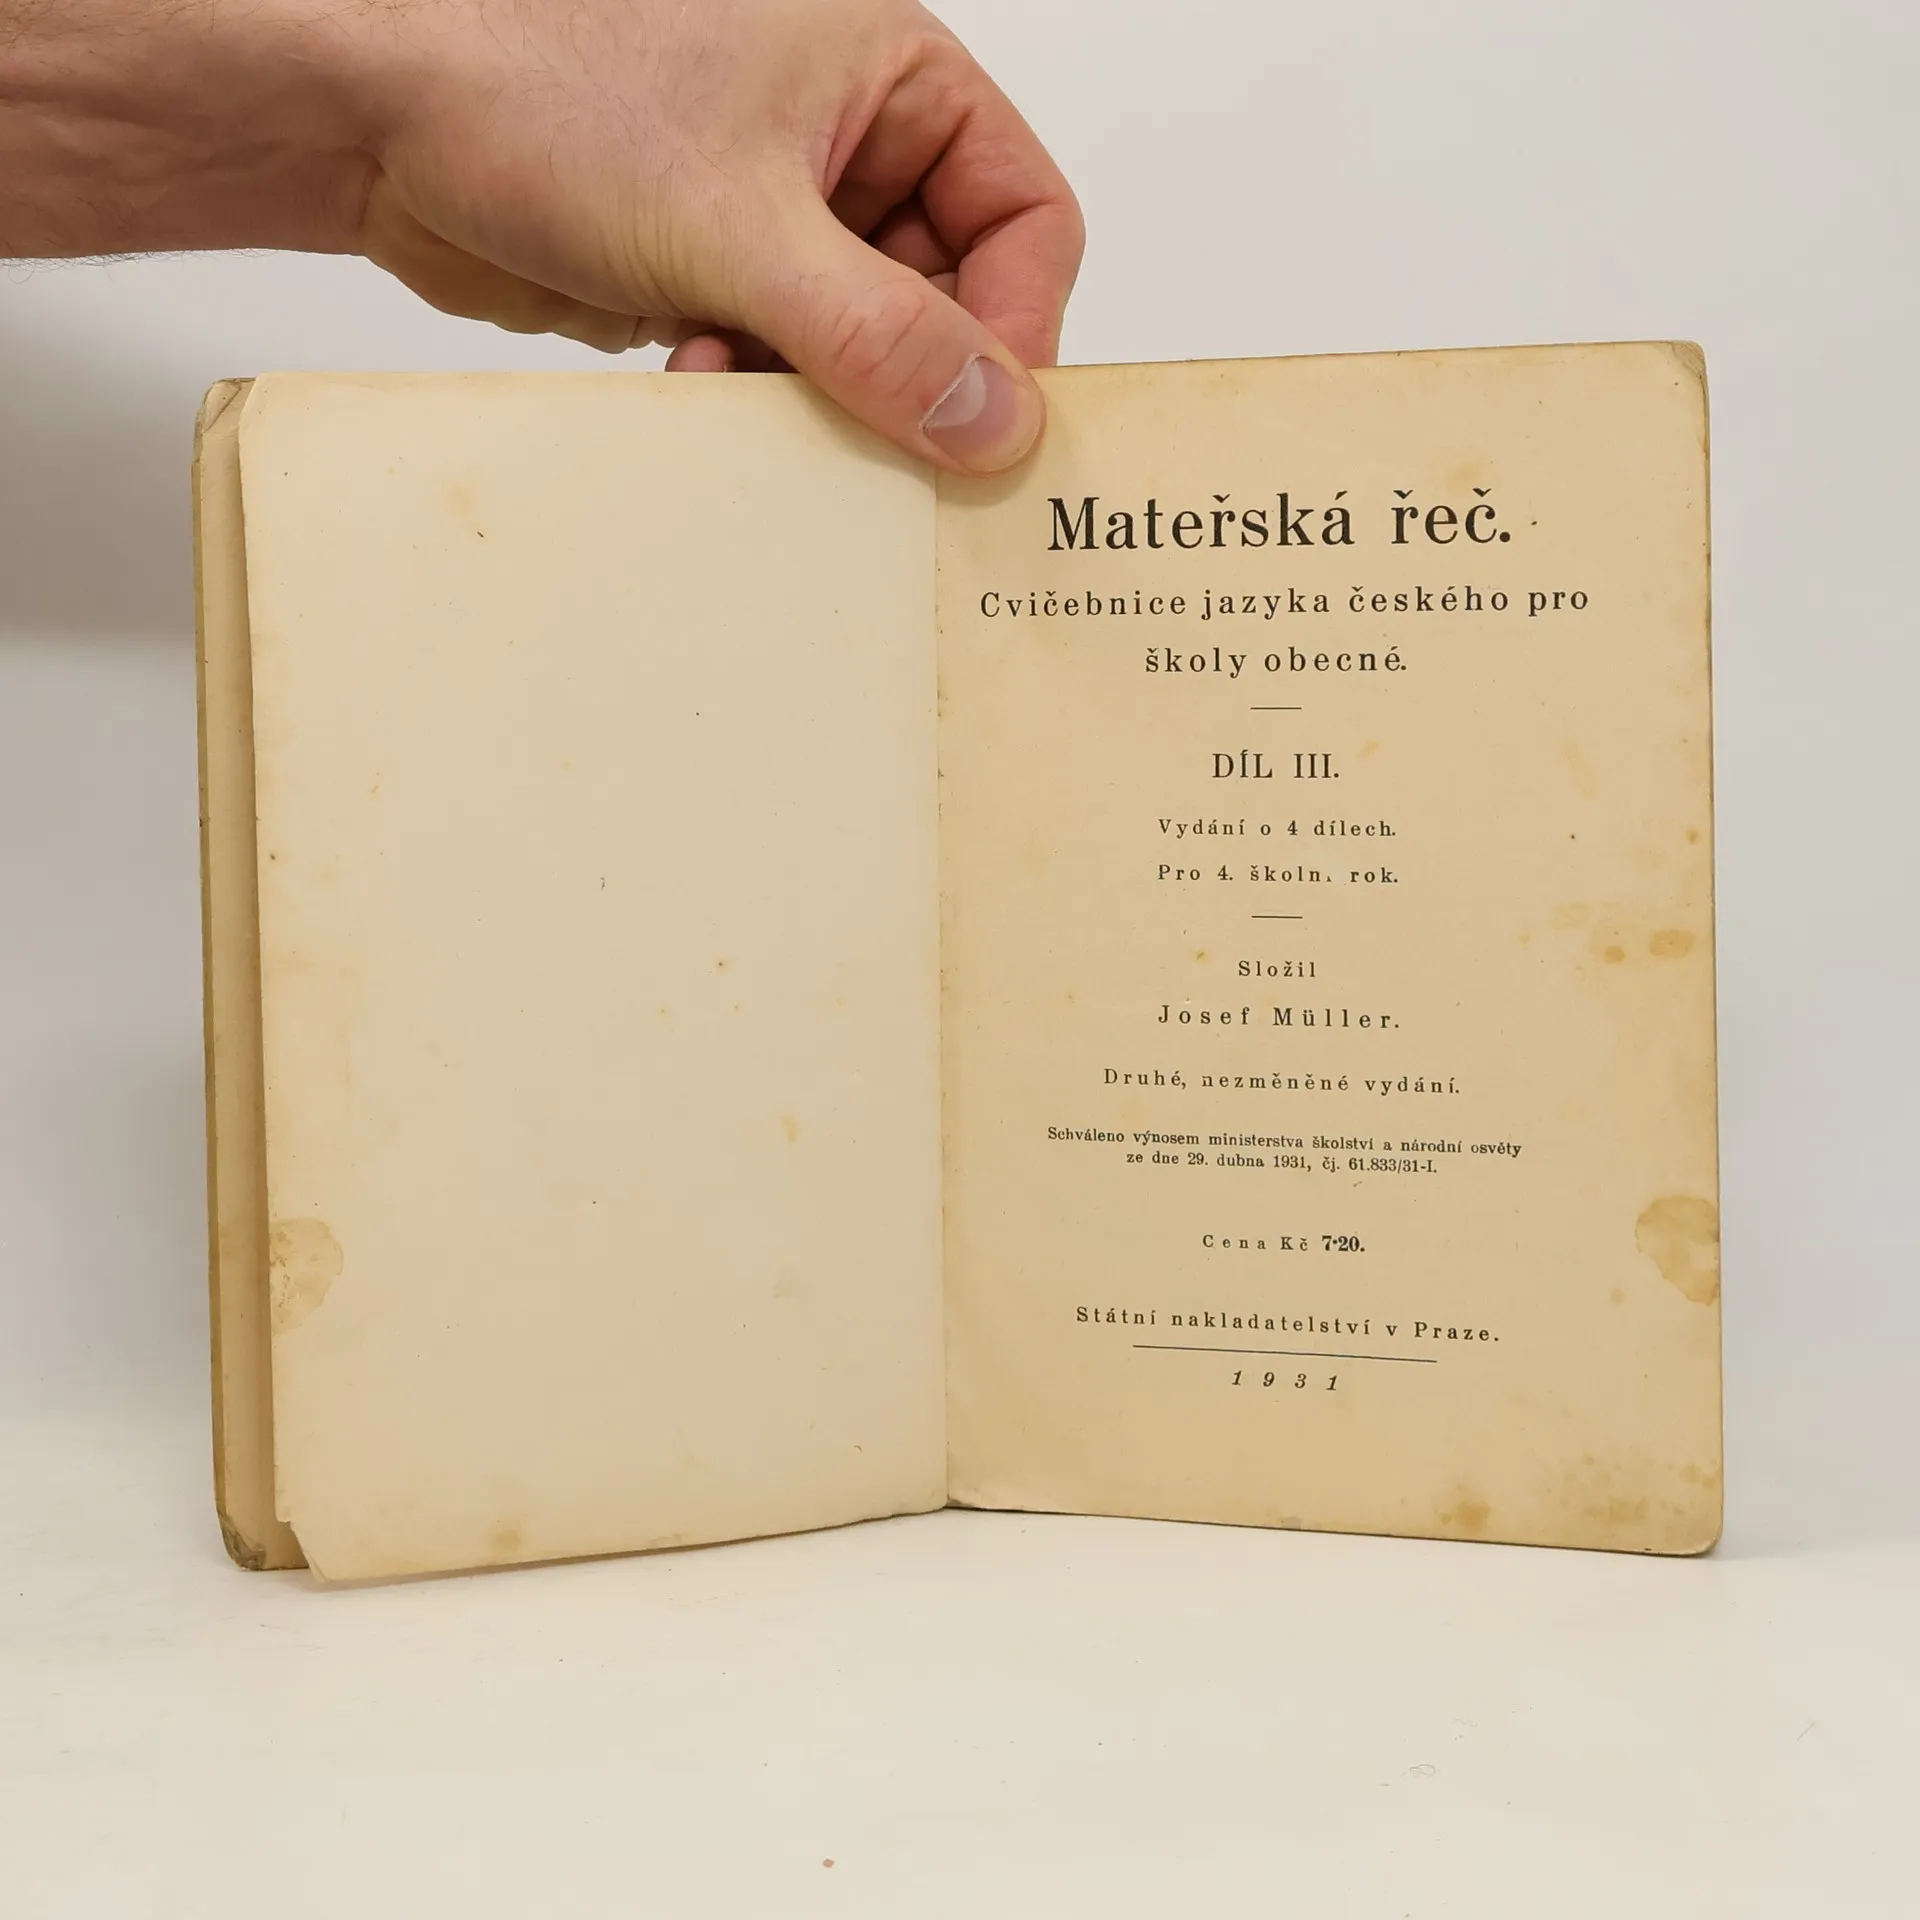 Mateřská řeč.
Cvičebnice jazyka českého pro
školy obecné.
DÍL III.
Vydání o 4 dílech.
Pro 4. školn. rok.
Složil
Josef Müller.
Druhé, nezměněné vydání.
Schváleno výnosem ministerstva školství a národní osvěty
ze dne 29. dubna 1931, čj. 61.833/31-I.
Cena Kč 7·20.
Státní nakladatelství v Praze.
1931